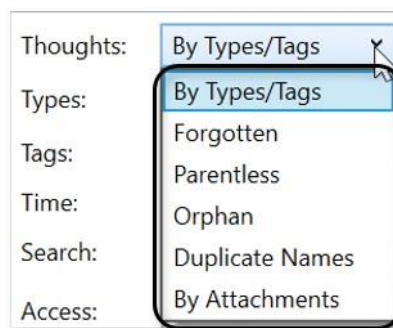 Thoughts: By Types/Tags
Types: By Types/Tags
Forgotten
Tags: Parentless
Time: Orphan
Search: Duplicate Names
Access: By Attachments